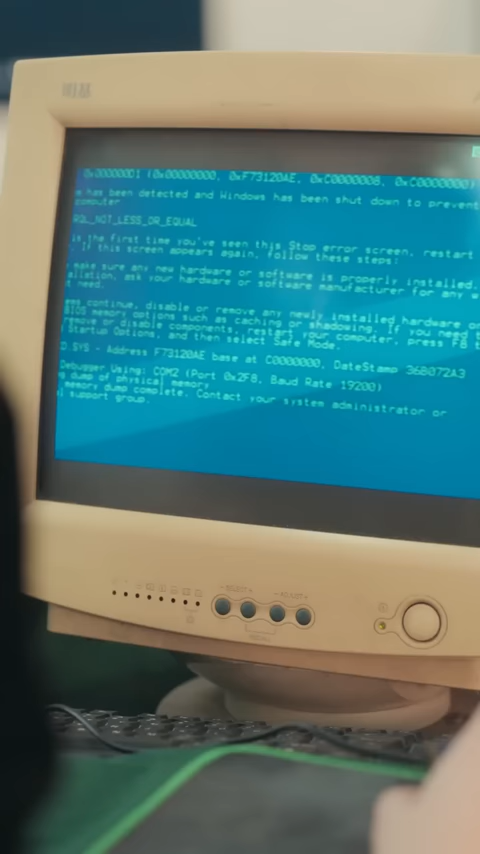 0x000000D1 (0x00000000, 0xF73120AE, 0xC0000008, 0xC0000000)
has been detected and Windows has been shut down to prevent
computer
RQL_NOT_LESS_OR_EQUAL
is the first time you've seen this Stop error screen, restart
If this screen appears again, follow these steps:
make sure any new hardware or software is properly installed.
allation, ask your hardware or software manufacturer for any w
t need.
ems continue, disable or remove any newly installed hardware or
BIOS memory options such as caching or shadowing. If you need
remove or disable components, restart your computer, press F8 t
Startup Options, and then select Safe Mode.
D.SYS - Address F73120AE base at C0000000, DateStamp 36B072A3
Debugger Using: COM2 (Port 0x2F8, Baud Rate 19200)
g dump of physical memory
memory dump complete. Contact your system administrator or
l support group.
SELECT
ADJUST